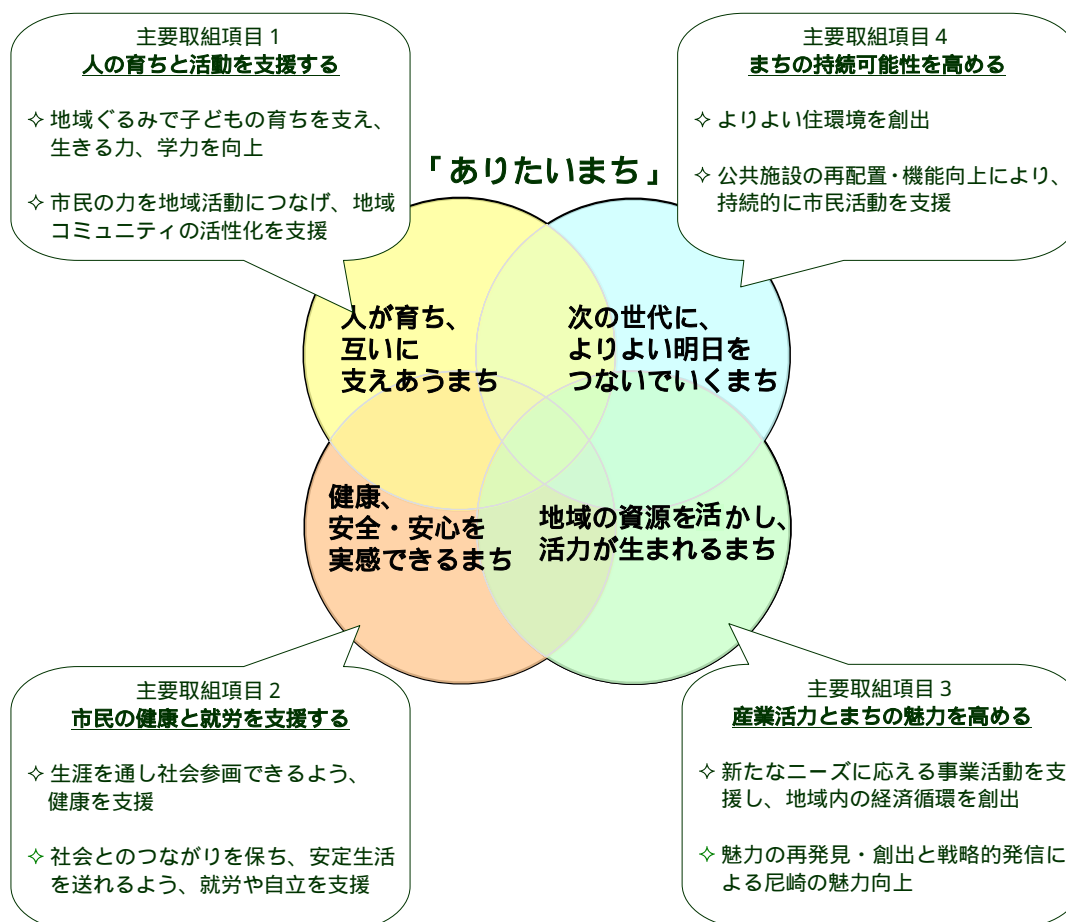 主要取組項目1
人の育ちと活動を支援する
✧ 地域ぐるみで子どもの育ちを支え、
生きる力、学力を向上
✧ 市民の力を地域活動につなげ、地域
コミュニティの活性化を支援
主要取組項目4
まちの持続可能性を高める
✧ よりよい住環境を創出
✧ 公共施設の再配置・機能向上により、
持続的に市民活動を支援
「ありたいまち」
人が育ち、
互いに
支えあうまち
次の世代に、
よりよい明日を
つないでいくまち
健康、
安全・安心を
実感できるまち
地域の資源を活かし、
活力が生まれるまち
主要取組項目2
市民の健康と就労を支援する
✧ 生涯を通し社会参画できるよう、
健康を支援
✧ 社会とのつながりを保ち、安定生活
を送れるよう、就労や自立を支援
主要取組項目3
産業活力とまちの魅力を高める
✧ 新たなニーズに応える事業活動を支
援し、地域内の経済循環を創出
✧ 魅力の再発見・創出と戦略的発信に
よる尼崎の魅力向上